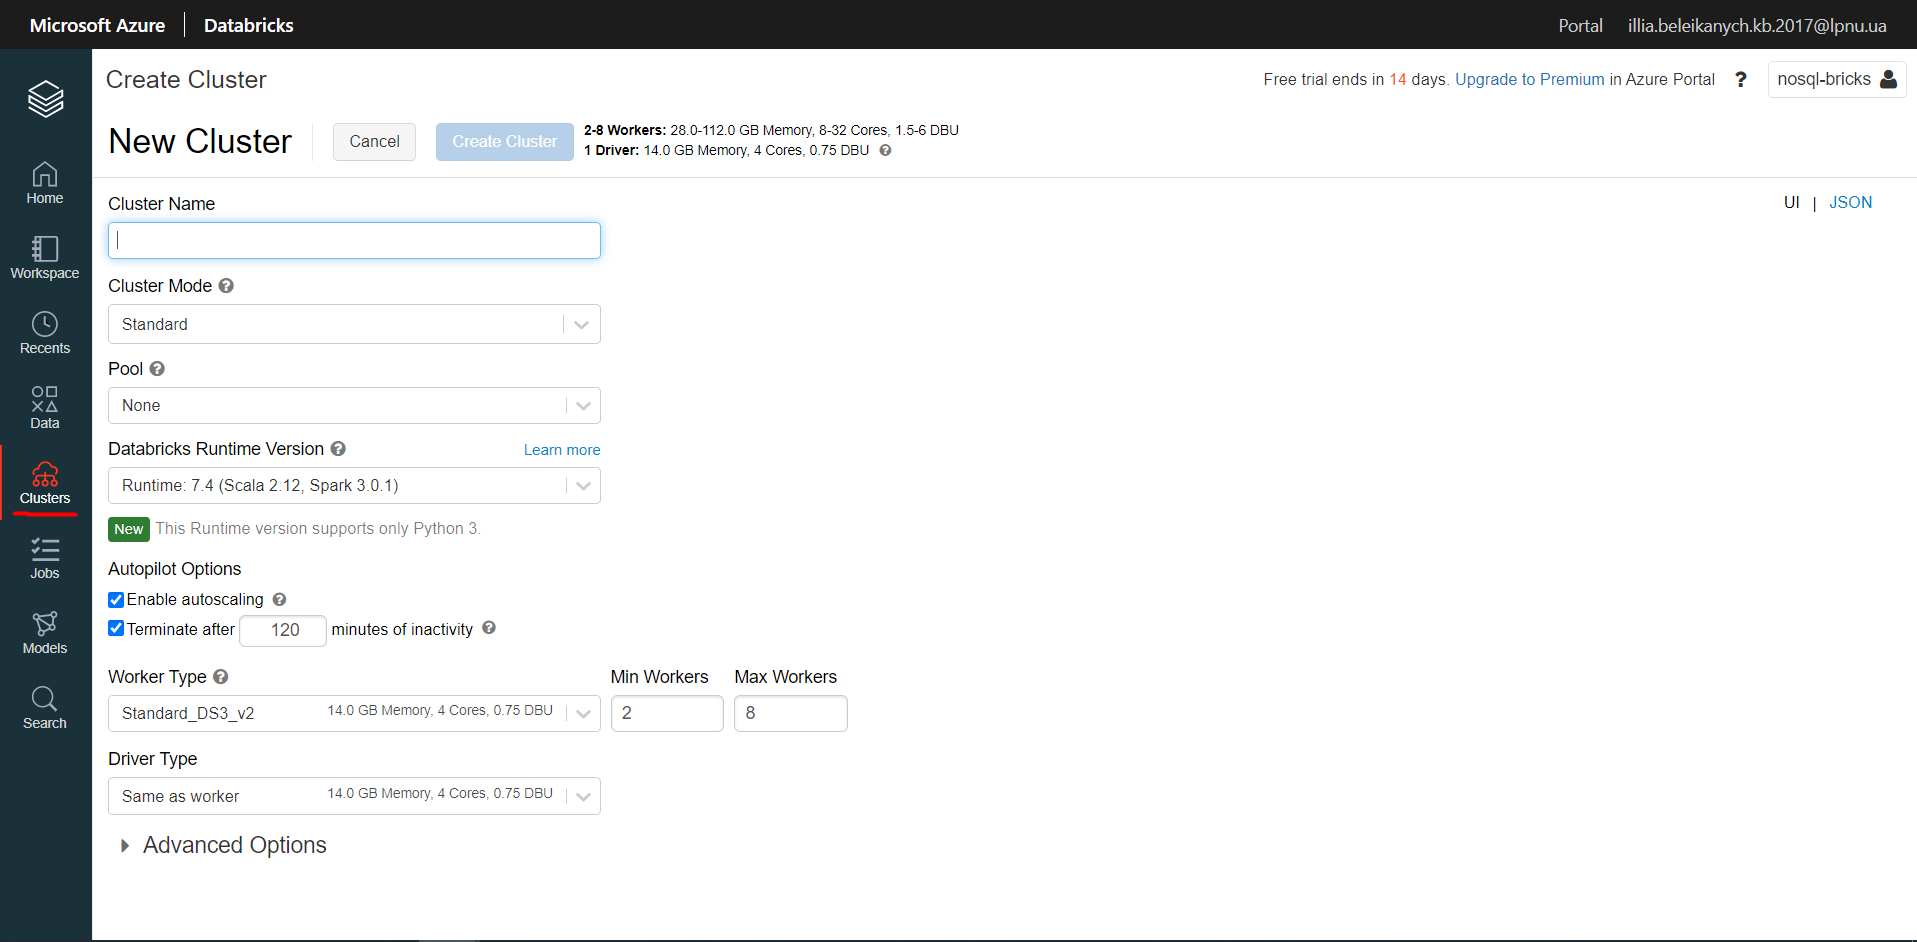 Microsoft Azure Databricks Portal illia.beleikanych.kb.2017@lpnu.ua
Create Cluster Free trial ends in 14 days. Upgrade to Premium in Azure Portal ? nosql-bricks
New Cluster Cancel Create Cluster
2-8 Workers: 28.0-112.0 GB Memory, 8-32 Cores, 1.5-6 DBU
1 Driver: 14.0 GB Memory, 4 Cores, 0.75 DBU ?
Home
Workspace
Recents
Data
Clusters
Jobs
Models
Search
UI | JSON
Cluster Name
Cluster Mode ?
Standard
Pool ?
None
Databricks Runtime Version ? Learn more
Runtime: 7.4 (Scala 2.12, Spark 3.0.1)
New This Runtime version supports only Python 3.
Autopilot Options
Enable autoscaling ?
Terminate after 120 minutes of inactivity ?
Worker Type ? Min Workers Max Workers
Standard_DS3_v2 14.0 GB Memory, 4 Cores, 0.75 DBU 2 8
Driver Type
Same as worker 14.0 GB Memory, 4 Cores, 0.75 DBU
Advanced Options